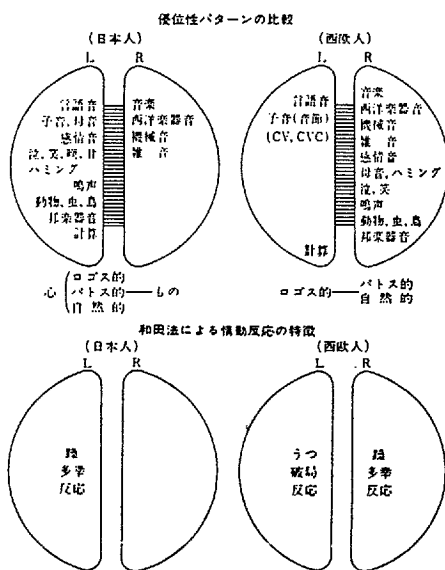 優位性パターンの比較
(日本人)
L R
言語音
子音,母音
感情音
泣,笑,嘆,甘
ハミング
鳴声
動物,虫,鳥
邦楽器音
計算
音楽
西洋楽器音
機械音
雑音
心 ロゴス的
パトス的 もの
自然的
(西欧人)
L R
言語音
子音(音節)
(CV, CVC)
計算
音楽
西洋楽器音
機械音
雑音
感情音
母音,ハミング
泣,笑
鳴声
動物,虫,鳥
邦楽器音
ロゴス的 パトス的
自然的
和田法による情動反応の特徴
(日本人)
L R
多幸
反応
(西欧人)
L R
うつ
破局
反応
多幸
反応